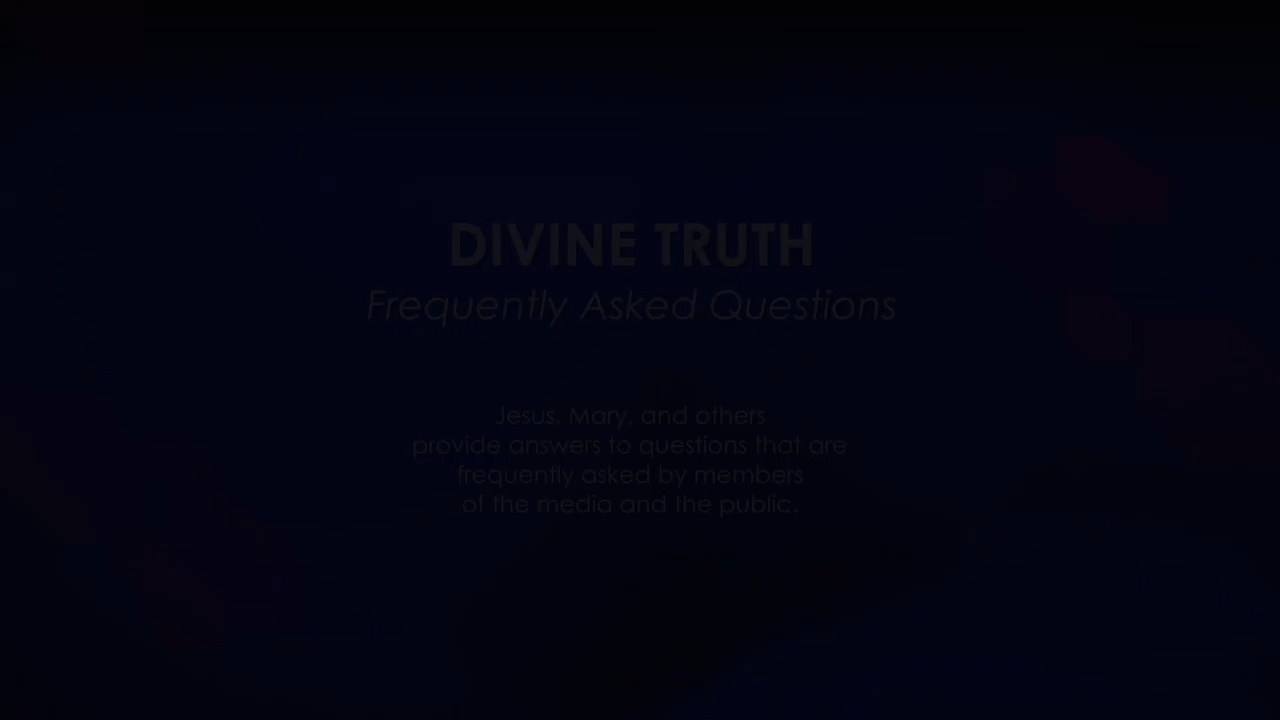 DIVINE TRUTH
Frequently Asked Questions
Jesus, Mary, and others
provide answers to questions that are
frequently asked by members
of the media and the public.